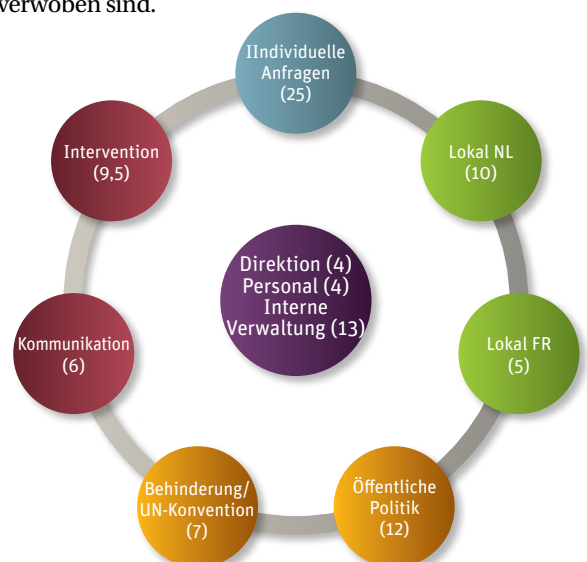 verwoben sind.
IIndividuelle
Anfragen
(25)
Lokal NL
(10)
Lokal FR
(5)
Öffentliche
Politik
(12)
Behinderung/
UN-Konvention
(7)
Kommunikation
(6)
Intervention
(9,5)
Direktion (4)
Personal (4)
Interne
Verwaltung (13)